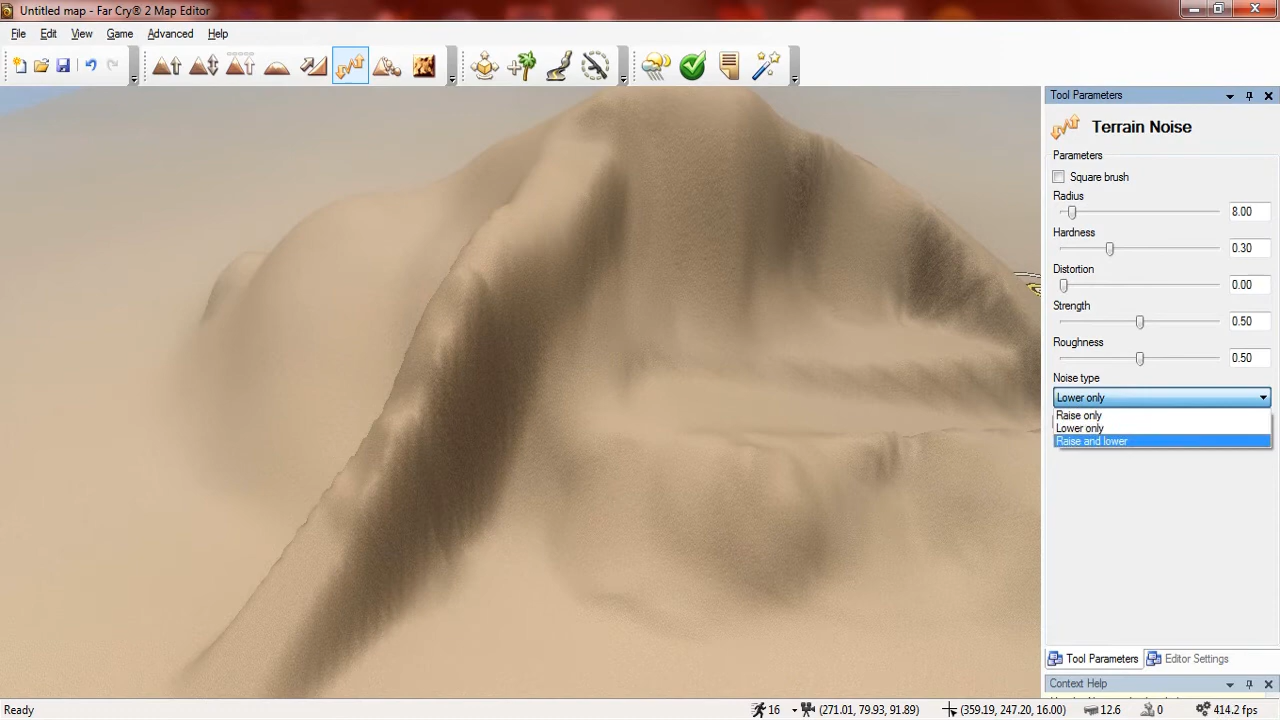 Untitled map - Far Cry® 2 Map Editor
File Edit View Game Advanced Help
Tool Parameters
Terrain Noise
Parameters
Square brush
Radius
8.00
Hardness
0.30
Distortion
0.00
Strength
0.50
Roughness
0.50
Noise type
Lower only
Raise only
Lower only
Raise and lower
Tool Parameters Editor Settings
Context Help
Ready 16 (271.01, 79.93, 91.89) (359.19, 247.20, 16.00) 12.6 0 414.2 fps